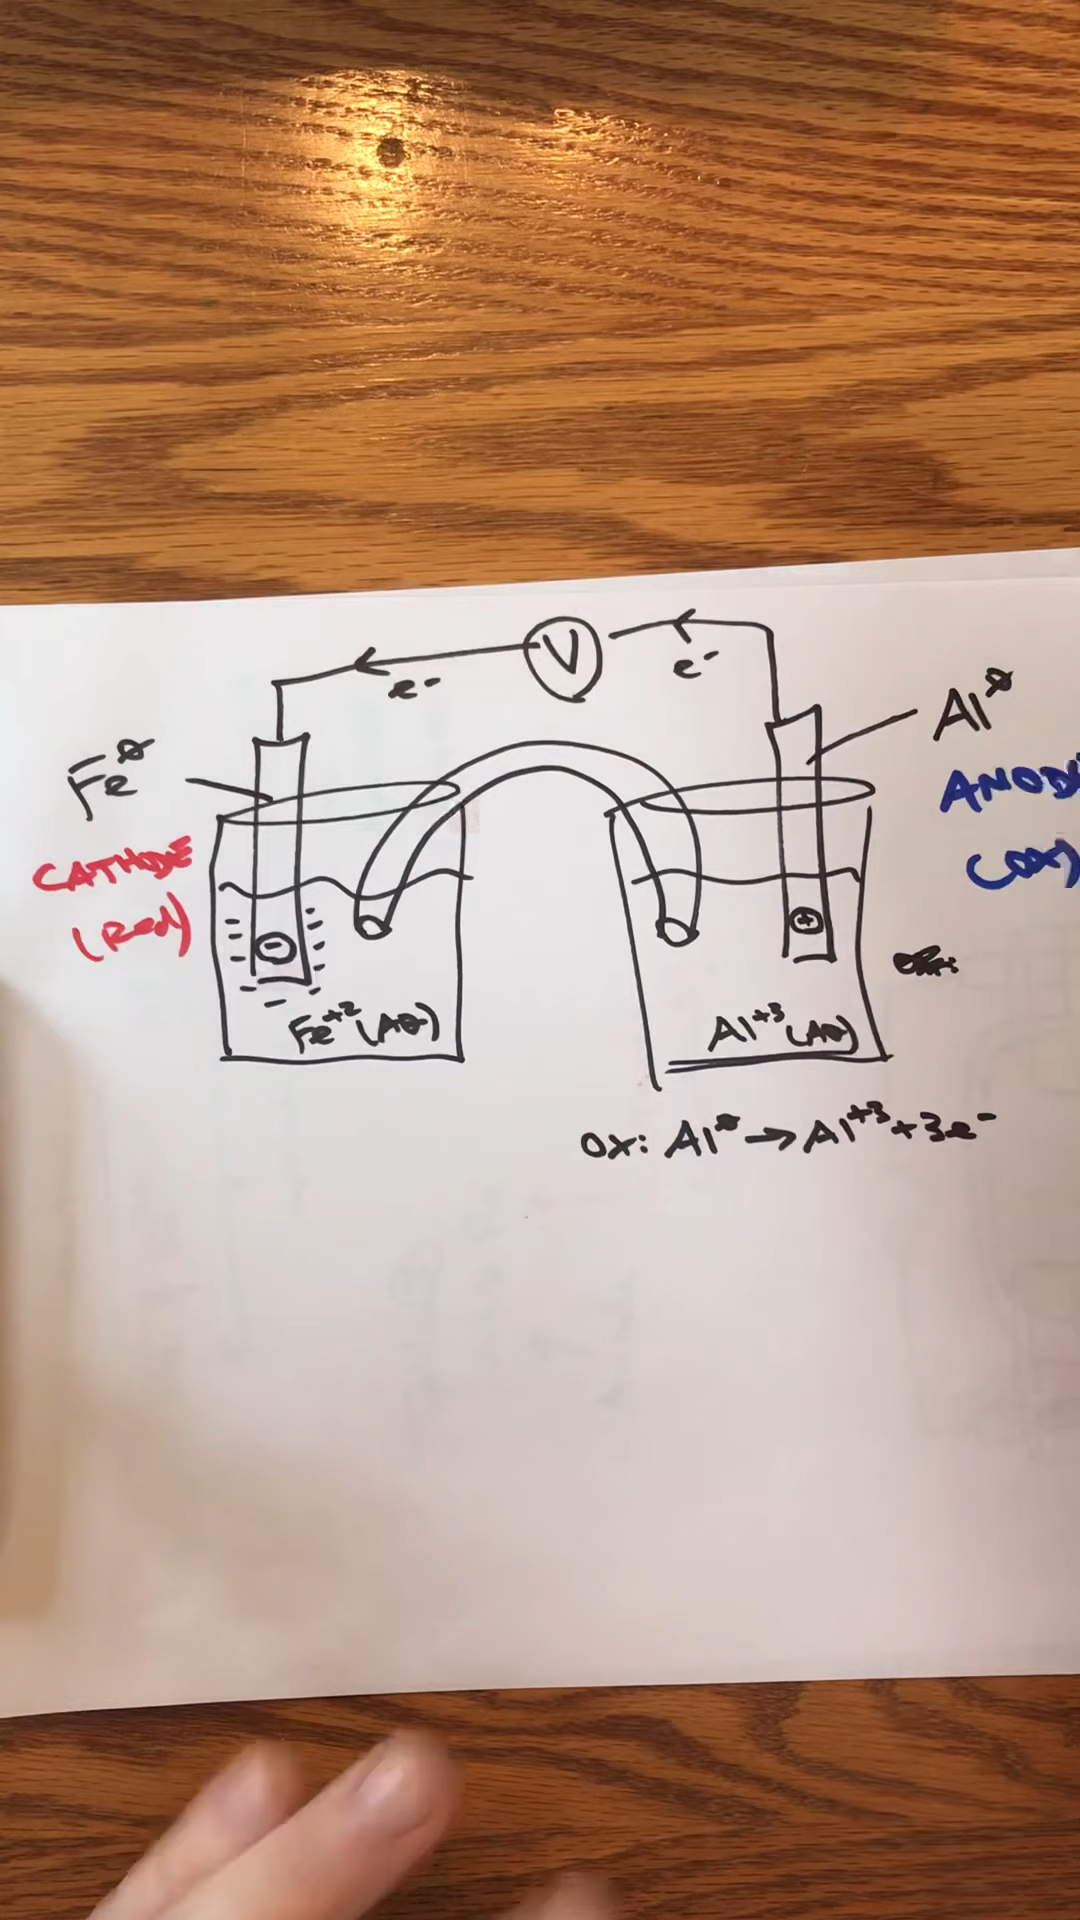 V
e-
e-
Al⁰
Fe⁰
ANOD
CATHODE
(ox)
(Red)
+
-
Fe+2 (AQ)
Al+3 (AQ)
ox: Al⁰ → Al+3 + 3e-